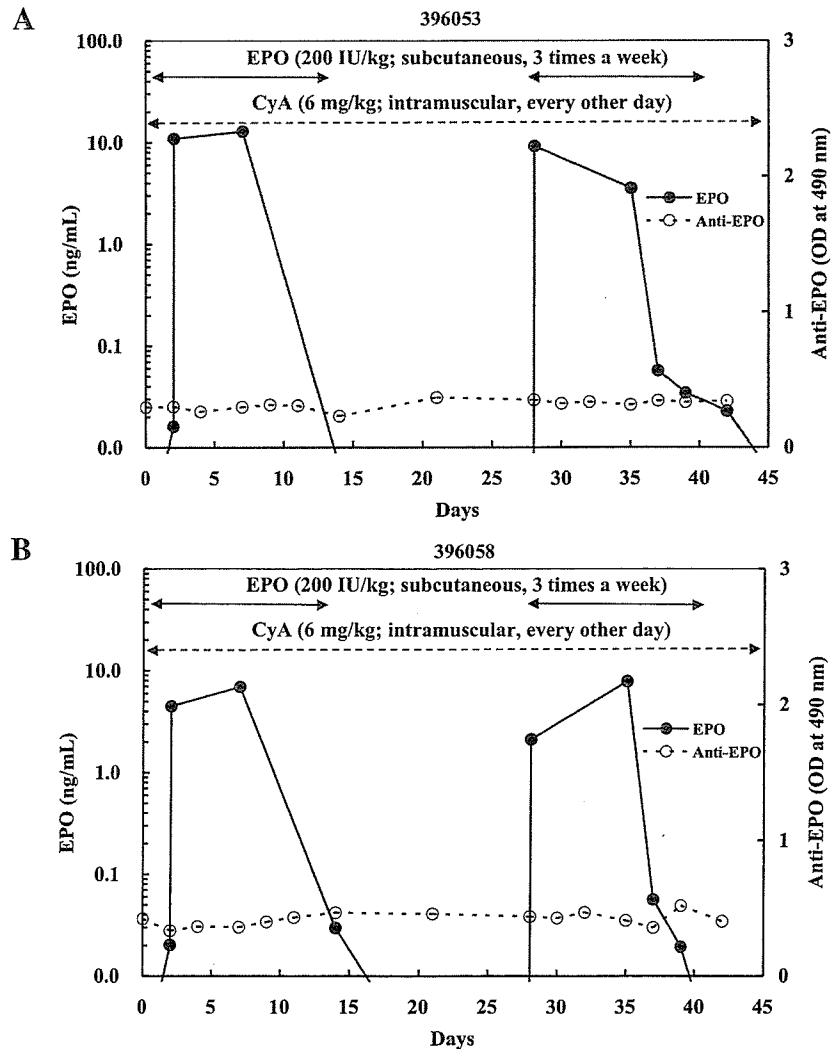 A
396053
100.0
10.0
1.0
0.1
0.0
EPO (ng/mL)
EPO (200 IU/kg; subcutaneous, 3 times a week)
CyA (6 mg/kg; intramuscular, every other day)
EPO
Anti-EPO
3
2
1
0
Anti-EPO (OD at 490 nm)
0 5 10 15 20 25 30 35 40 45
Days
B
396058
100.0
10.0
1.0
0.1
0.0
EPO (ng/mL)
EPO (200 IU/kg; subcutaneous, 3 times a week)
CyA (6 mg/kg; intramuscular, every other day)
EPO
Anti-EPO
3
2
1
0
Anti-EPO (OD at 490 nm)
0 5 10 15 20 25 30 35 40 45
Days